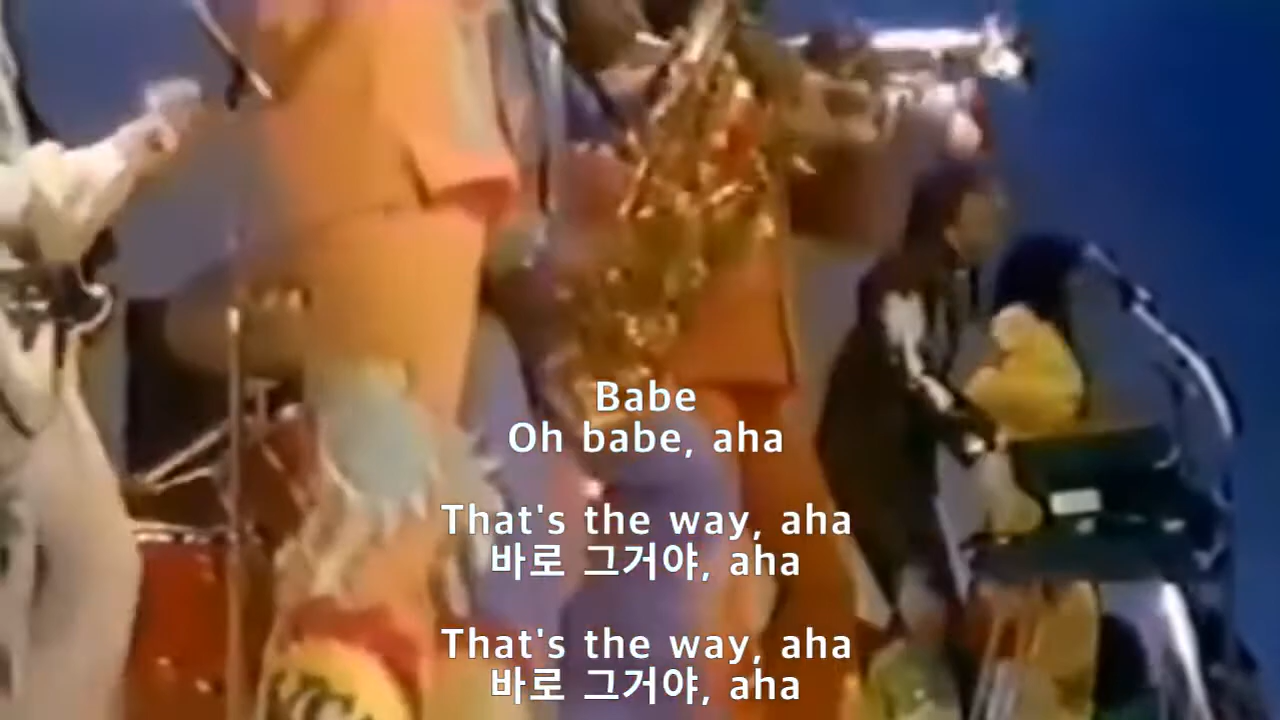 Babe
Oh babe, aha
That's the way, aha
바로 그거야, aha
That's the way, aha
바로 그거야, aha